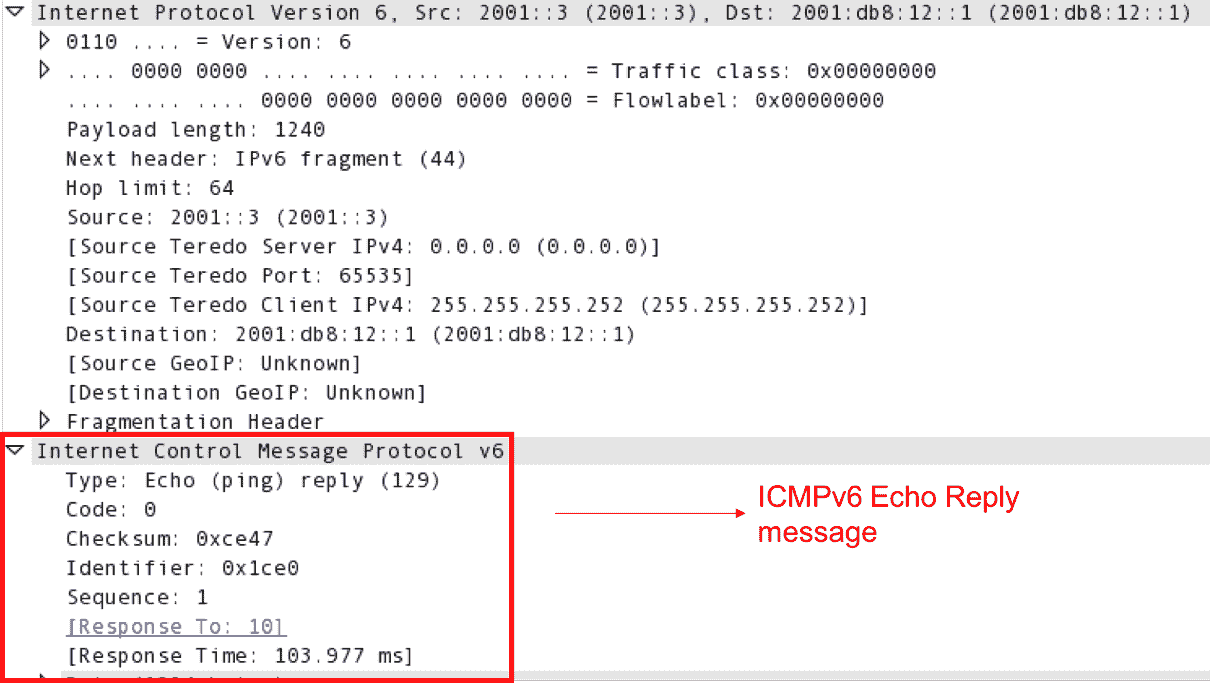 Internet Protocol Version 6, Src: 2001::3 (2001::3), Dst: 2001:db8:12::1 (2001:db8:12::1)
0110 .... = Version: 6
.... 0000 0000 .... .... .... .... .... = Traffic class: 0x00000000
.... .... .... 0000 0000 0000 0000 0000 = Flowlabel: 0x00000000
Payload length: 1240
Next header: IPv6 fragment (44)
Hop limit: 64
Source: 2001::3 (2001::3)
[Source Teredo Server IPv4: 0.0.0.0 (0.0.0.0)]
[Source Teredo Port: 65535]
[Source Teredo Client IPv4: 255.255.255.252 (255.255.255.252)]
Destination: 2001:db8:12::1 (2001:db8:12::1)
[Source GeoIP: Unknown]
[Destination GeoIP: Unknown]
Fragmentation Header
Internet Control Message Protocol v6
Type: Echo (ping) reply (129)
Code: 0
Checksum: 0xce47
Identifier: 0x1ce0
Sequence: 1
[Response To: 10]
[Response Time: 103.977 ms]
ICMPv6 Echo Reply
message